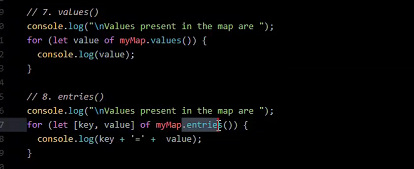 // 7. values()
console.log("\nValues present in the map are ");
for (let value of myMap.values()) {
console.log(value);
}
// 8. entries()
console.log("\nValues present in the map are ");
for (let [key, value] of myMap.entries()) {
console.log(key + '=' +  value);
}